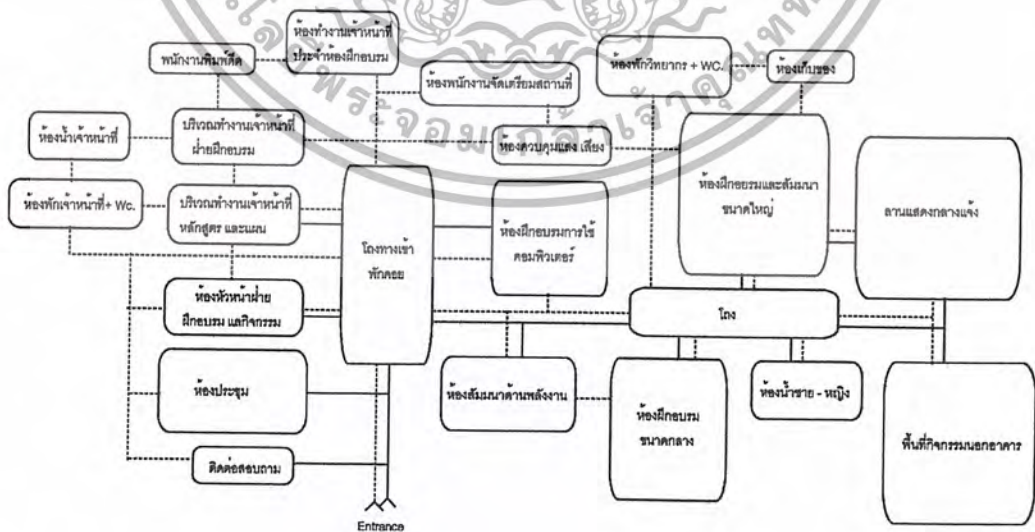 โลยีพระจอมเกล้าเจ้าคุณท
ห้องทำงานเจ้าหน้าที่
ประจำห้องฝึกอบรม
พนักงานพิมพ์ดีด
ห้องพนักงานจัดเตรียมสถานที่
ห้องพักวิทยากร + WC.
ห้องเก็บของ
ห้องน้ำเจ้าหน้าที่
บริเวณทำงานเจ้าหน้าที่
ฝ่ายฝึกอบรม
ห้องควบคุมแสง เสียง
ห้องฝึกอบรมและสัมมนา
ขนาดใหญ่
ลานแสดงกลางแจ้ง
ห้องพักเจ้าหน้าที่+ Wc.
บริเวณทำงานเจ้าหน้าที่
หลักสูตร และแผน
โถงทางเข้า
พักคอย
ห้องฝึกอบรมการใช้
คอมพิวเตอร์
ห้องหัวหน้าฝ่าย
ฝึกอบรม และกิจกรรม
โถง
ห้องประชุม
ห้องสัมมนาด้านพลังงาน
ห้องฝึกอบรม
ขนาดกลาง
ห้องน้ำชาย - หญิง
พื้นที่กิจกรรมนอกอาคาร
ติดต่อสอบถาม
Entrance